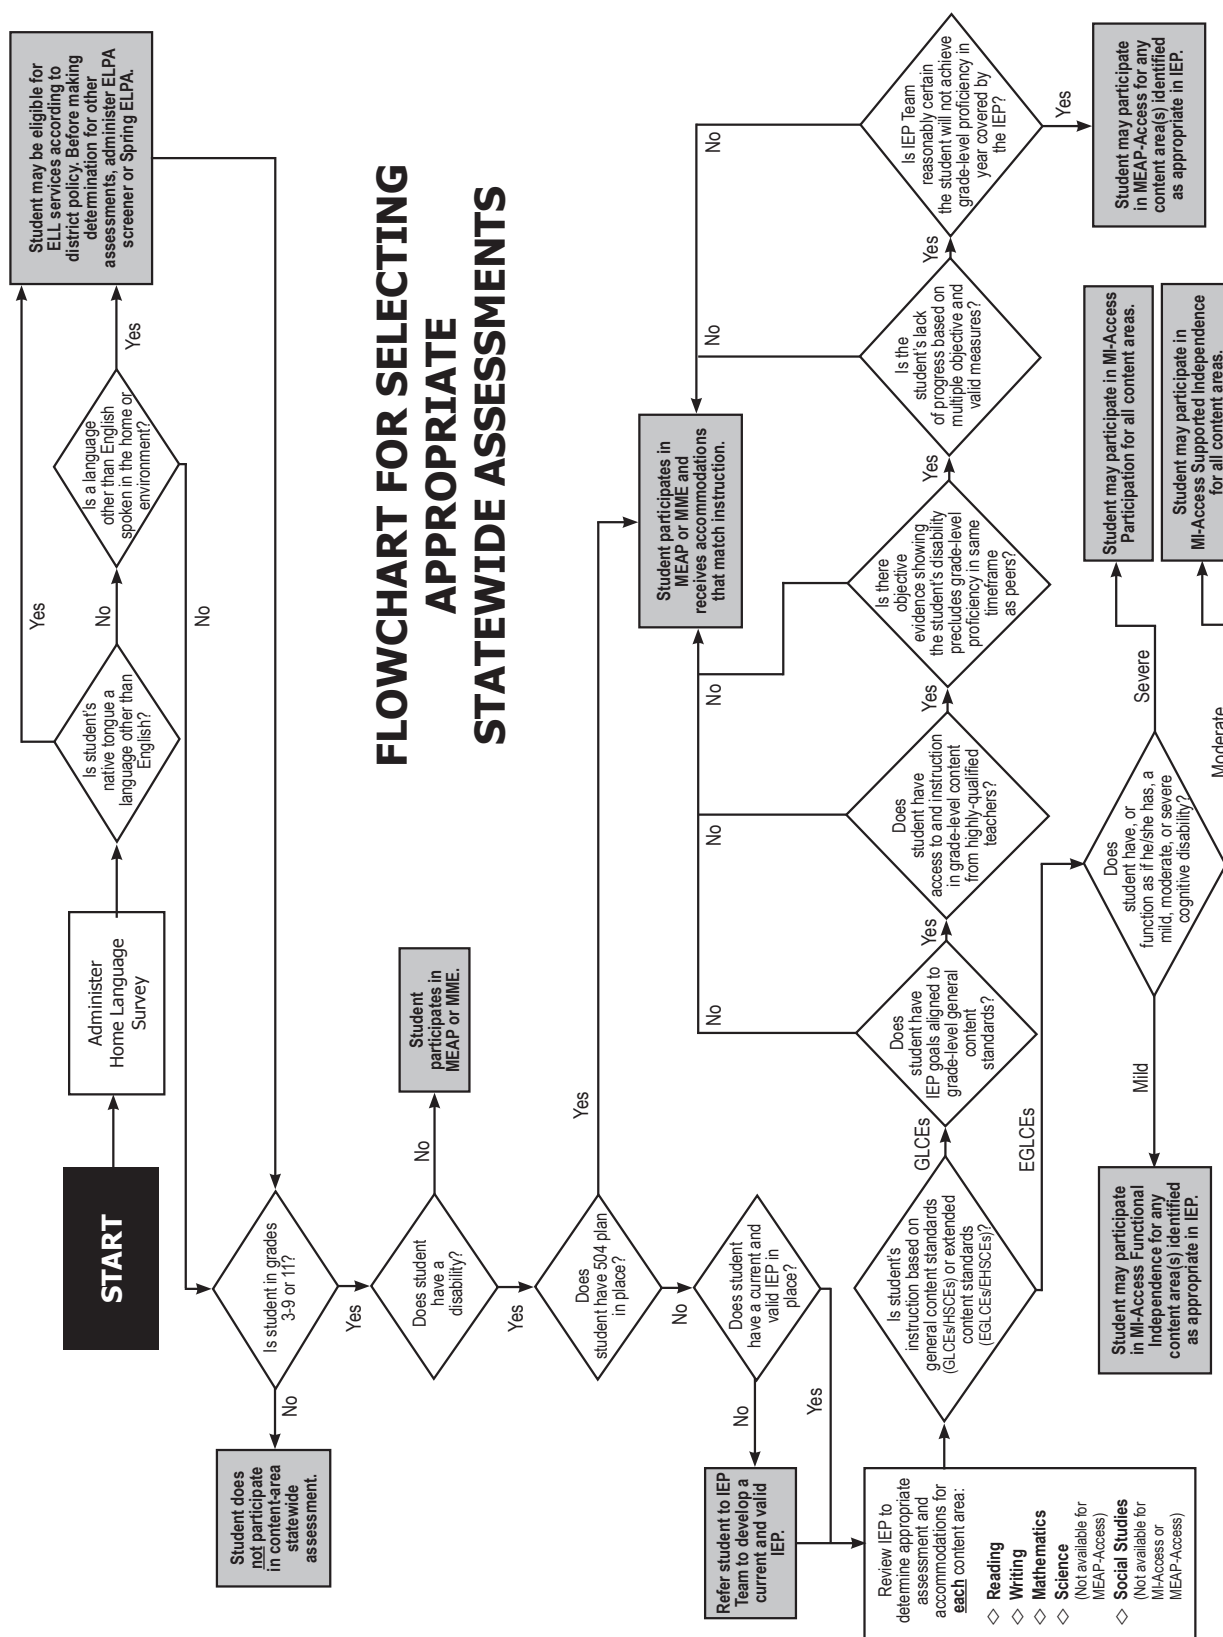 FLOWCHART FOR SELECTING
APPROPRIATE
STATEWIDE ASSESSMENTS
START
Administer
Home Language
Survey
Is student's
native tongue a
language other than
English?
Yes
No
Is a language
other than English
spoken in the home or
environment?
Yes
No
Student may be eligible for
ELL services according to
district policy. Before making
determination for other
assessments, administer ELPA
screener or Spring ELPA.
Is student in grades
3-9 or 11?
No
Student does
not participate
in content-area
statewide
assessment.
Yes
Does student
have a
disability?
No
Student
participates in
MEAP or MME.
Yes
Does
student have 504 plan
in place?
Yes
Student participates in
MEAP or MME and
receives accommodations
that match instruction.
No
Does student
have a current and
valid IEP in
place?
No
Yes
Refer student to IEP
Team to develop a
current and valid
IEP.
Review IEP to
determine appropriate
assessment and
accommodations for
each content area:
◇ Reading
◇ Writing
◇ Mathematics
◇ Science
(Not available for
MEAP-Access)
◇ Social Studies
(Not available for
MI-Access or
MEAP-Access)
Is student's
instruction based on
general content standards
(GLCEs/HSCEs) or extended
content standards
(EGLCEs/EHSCEs)?
GLCEs
EGLCEs
Does
student have
IEP goals aligned to
grade-level general
content
standards?
No
Yes
Does
student have
access to and instruction
in grade-level content
from highly-qualified
teachers?
No
Yes
Is there
objective
evidence showing
the student's disability
precludes grade-level
proficiency in same
timeframe
as peers?
No
Yes
Is the
student's lack
of progress based on
multiple objective and
valid measures?
No
Yes
Is IEP Team
reasonably certain
the student will not achieve
grade-level proficiency in
year covered by
the IEP?
No
Yes
Student may participate
in MEAP-Access for any
content area(s) identified
as appropriate in IEP.
Does
student have, or
function as if he/she has, a
mild, moderate, or severe
cognitive disability?
Mild
Student may participate
in MI-Access Functional
Independence for any
content area(s) identified
as appropriate in IEP.
Severe
Student may participate in MI-Access
Participation for all content areas.
Moderate
Student may participate in
MI-Access Supported Independence
for all content areas.